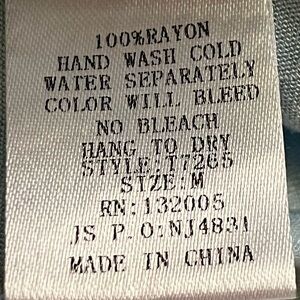 100%RAYON
HAND WASH COLD
WATER SEPARATELY
COLOR WILL BLEED
NO BLEACH
HANG TO DRY
STYLE:T7265
SIZE:M
RN:132005
JS P.O:NJ4831
MADE IN CHINA